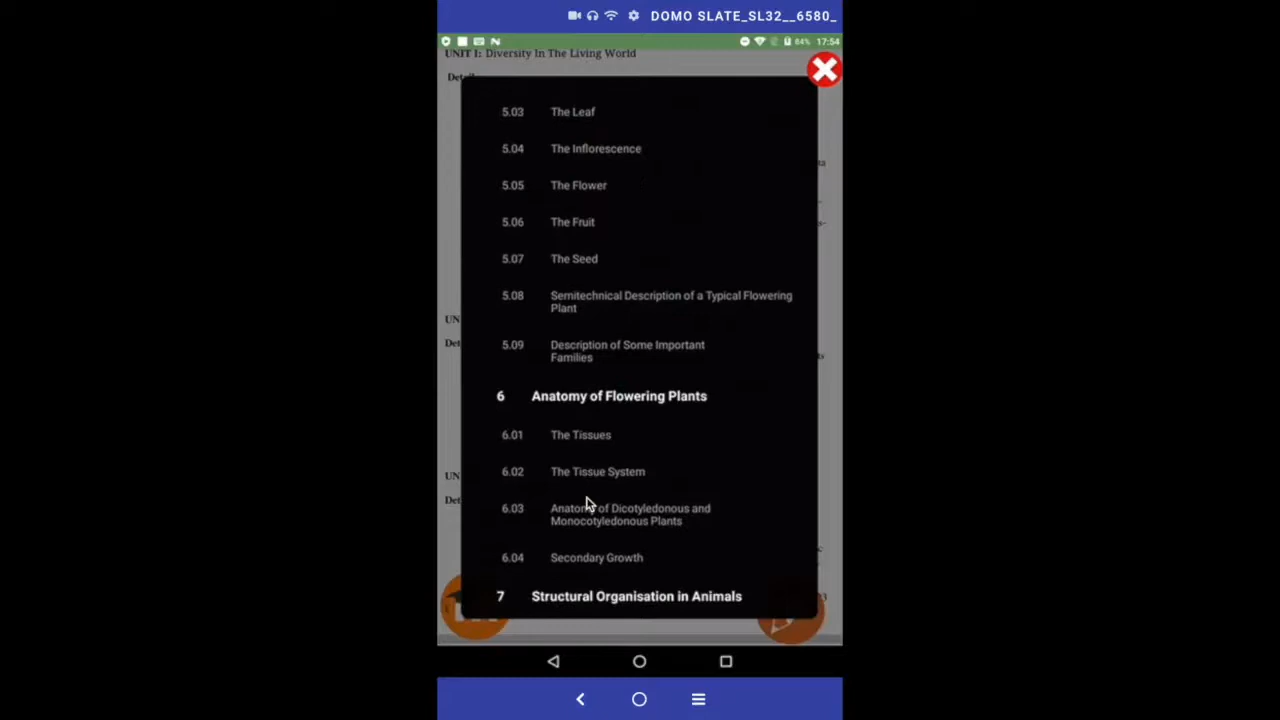 DOMO SLATE_SL32__6580_
84% 17:54
UNIT I: Diversity In The Living World
5.03 The Leaf
5.04 The Inflorescence
5.05 The Flower
5.06 The Fruit
5.07 The Seed
5.08 Semitechnical Description of a Typical Flowering
Plant
5.09 Description of Some Important
Families
6 Anatomy of Flowering Plants
6.01 The Tissues
6.02 The Tissue System
6.03 Anatomy of Dicotyledonous and
Monocotyledonous Plants
6.04 Secondary Growth
7 Structural Organisation in Animals